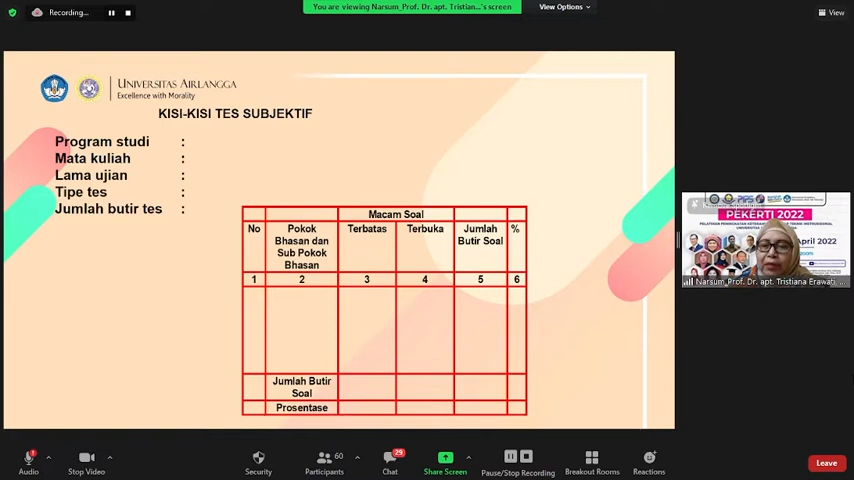 Recording...
You are viewing Narsum_Prof. Dr. apt. Tristian...'s screen
View Options
View
UNIVERSITAS AIRLANGGA
Excellence with Morality
KISI-KISI TES SUBJEKTIF
Program studi :
Mata kuliah :
Lama ujian :
Tipe tes :
Jumlah butir tes :
Macam Soal
No
Pokok Bhasan dan Sub Pokok Bhasan
Terbatas
Terbuka
Jumlah Butir Soal
%
1 2 3 4 5 6
Jumlah Butir Soal
Prosentase
PEKERTI 2022
April 2022
Narsum_Prof. Dr. apt. Tristiana Erawati, ...
Audio
Stop Video
Security
60
Participants
29
Chat
Share Screen
Pause/Stop Recording
Breakout Rooms
Reactions
Leave